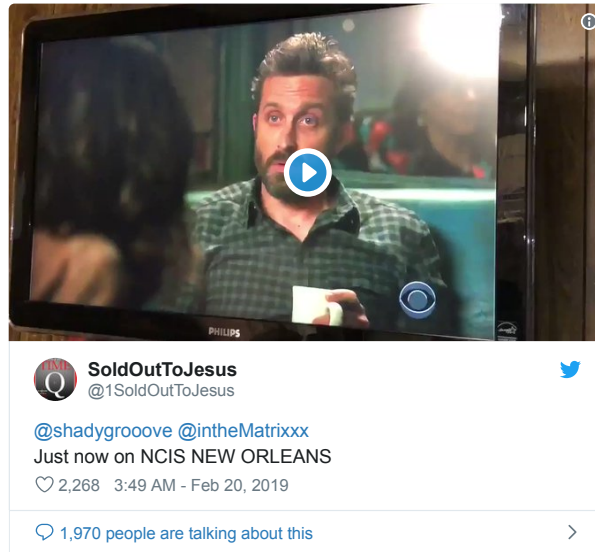 PHILIPS
TIME
Q
SoldOutToJesus
@1SoldOutToJesus
@shadygrooove @intheMatrixxx
Just now on NCIS NEW ORLEANS
2,268 3:49 AM - Feb 20, 2019
1,970 people are talking about this